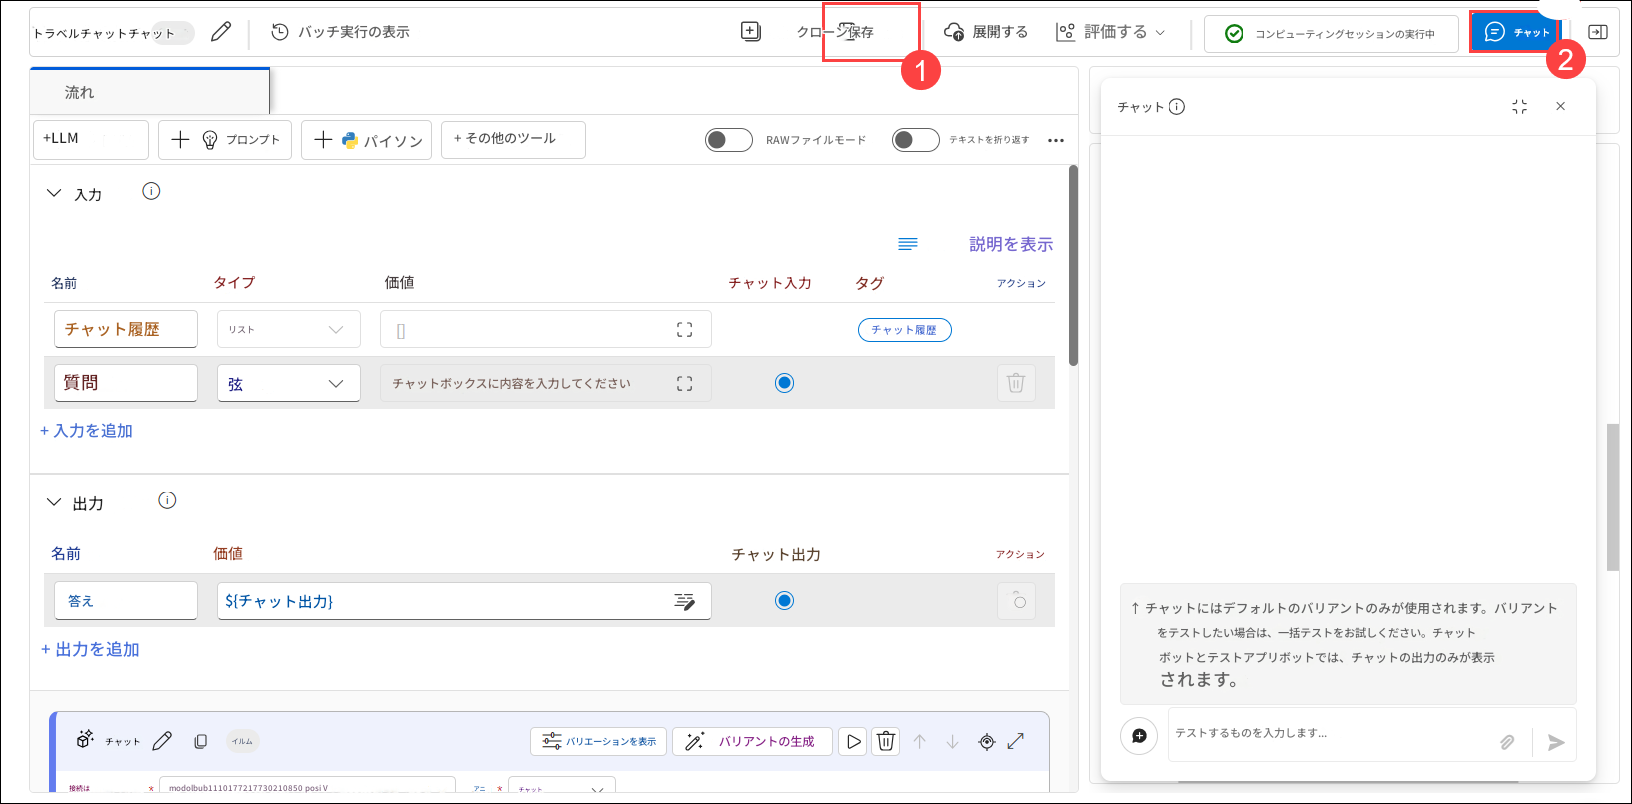 トラベルチャットチャット
バッチ実行の表示
クローン
保存
展開する
評価する
コンピューティングセッションの実行中
チャット
1
2
流れ
+LLM
プロンプト
パイソン
+ その他のツール
RAWファイルモード
テキストを折り返す
入力
説明を表示
名前 タイプ 価値 チャット入力 タグ アクション
チャット履歴 リスト [] チャット履歴
質問 弦 チャットボックスに内容を入力してください
+ 入力を追加
出力
名前 価値 チャット出力 アクション
答え ${チャット出力}
+ 出力を追加
チャット イルム バリエーションを表示 バリアントの生成
接続は * modolbub1110177217730210850 posi V アニ * チャット
チャット
↑ チャットにはデフォルトのバリアントのみが使用されます。バリアント
をテストしたい場合は、一括テストをお試しください。チャット
ボットとテストアプリボットでは、チャットの出力のみが表示
されます。
テストするものを入力します...